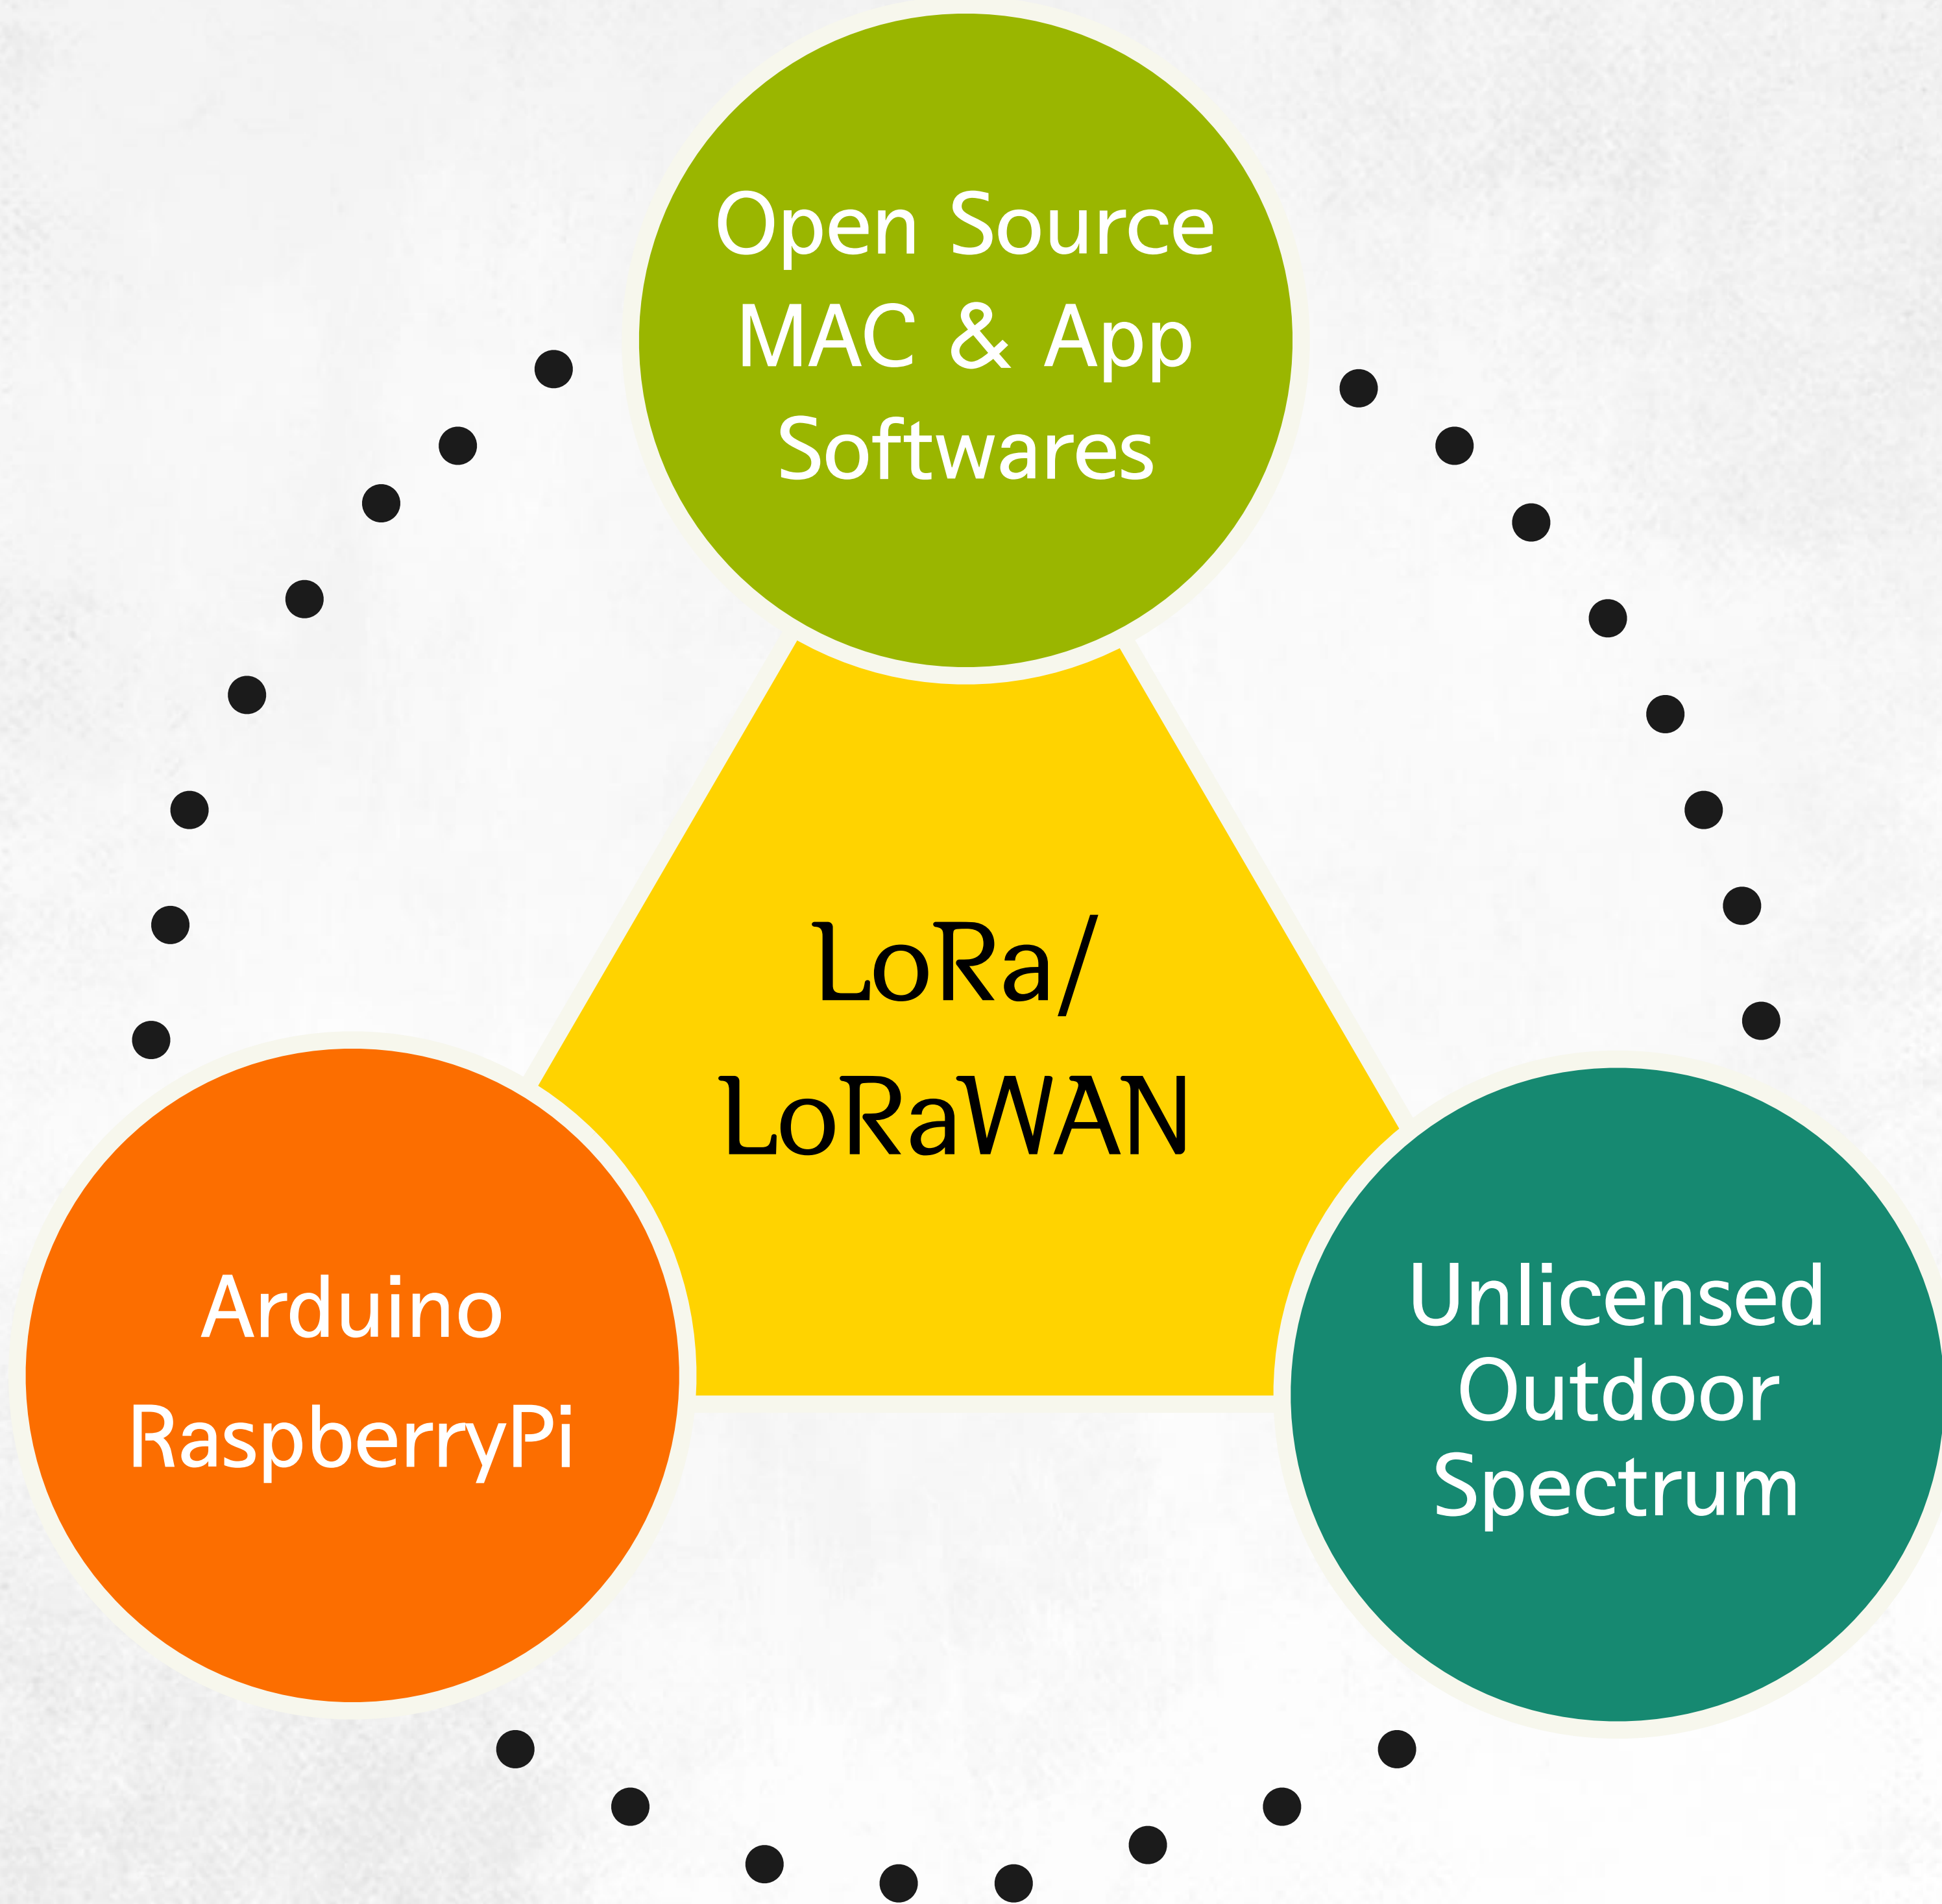 Open Source
MAC & App
Softwares
LoRa/
LoRaWAN
Arduino
RaspberryPi
Unlicensed
Outdoor
Spectrum